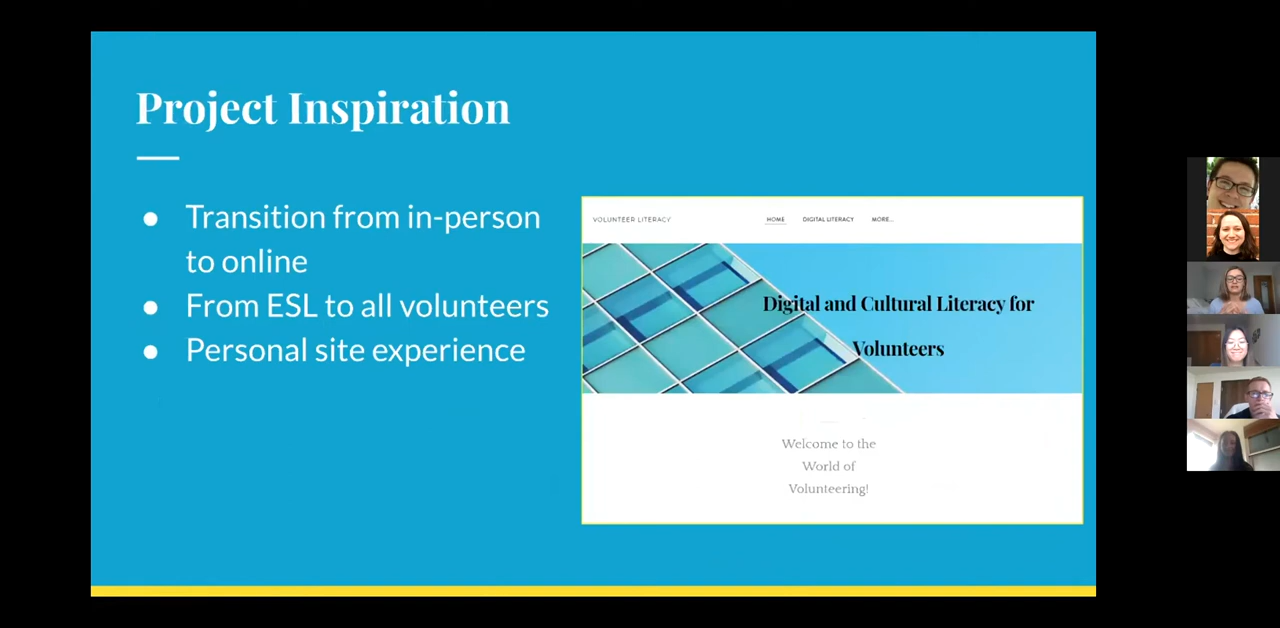 Project Inspiration
● Transition from in-person
to online
● From ESL to all volunteers
● Personal site experience
VOLUNTEER LITERACY
HOME DIGITAL LITERACY MORE...
Digital and Cultural Literacy for
Volunteers
Welcome to the
World of
Volunteering!